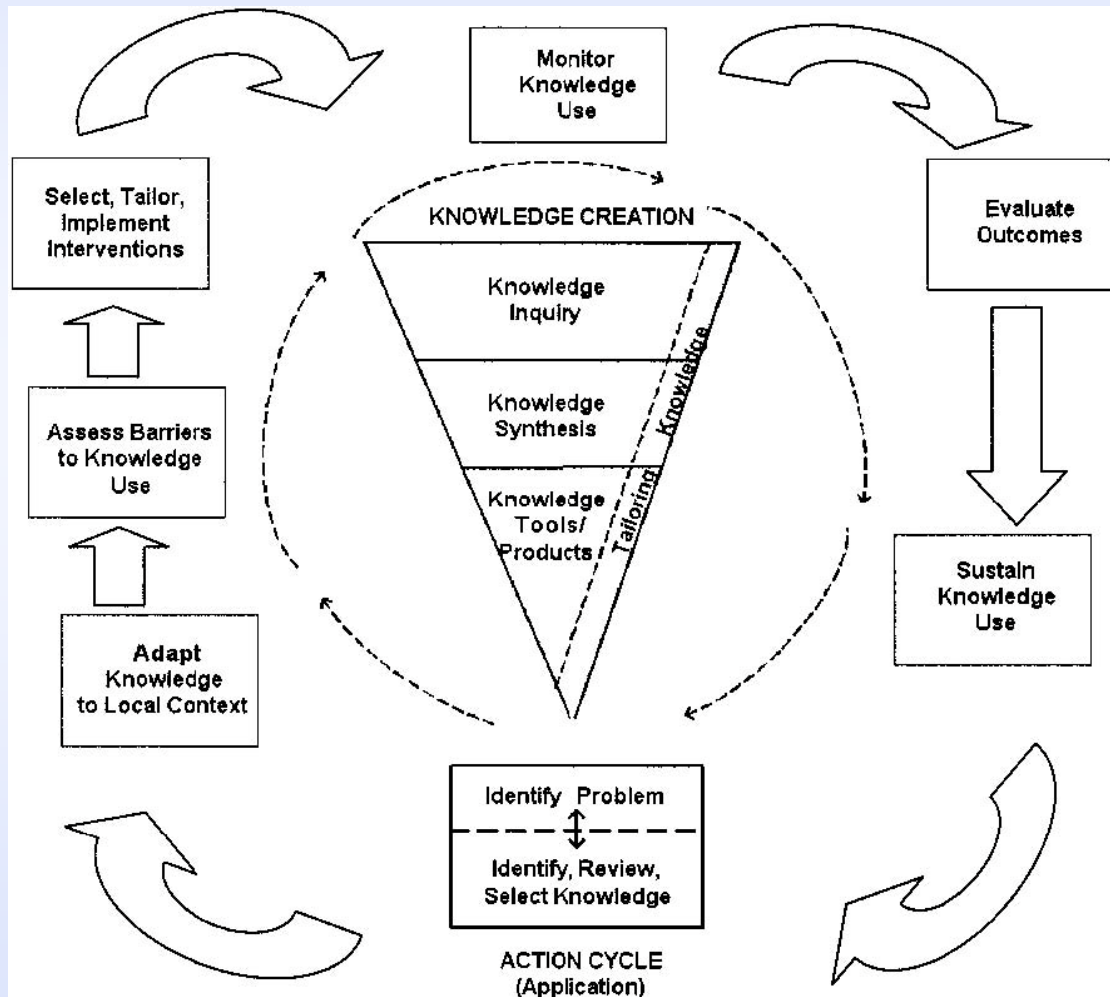 Monitor
Knowledge
Use
Select, Tailor,
Implement
Interventions
Evaluate
Outcomes
KNOWLEDGE CREATION
Knowledge
Inquiry
Knowledge
Synthesis
Knowledge
Tools/
Products
Tailoring Knowledge
Assess Barriers
to Knowledge
Use
Sustain
Knowledge
Use
Adapt
Knowledge
to Local Context
Identify Problem
Identify, Review,
Select Knowledge
ACTION CYCLE
(Application)